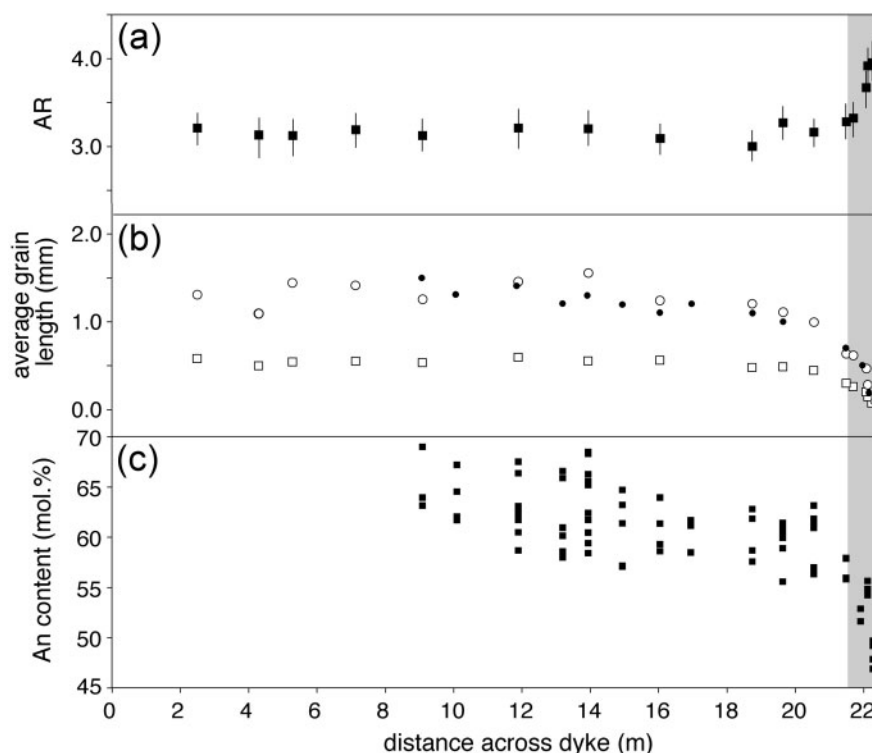 (a)
4.0
3.0
AR
(b)
2.0
1.0
0.0
average grain
length (mm)
(c)
70
65
60
55
50
45
An content (mol.%)
0 2 4 6 8 10 12 14 16 18 20 22
distance across dyke (m)